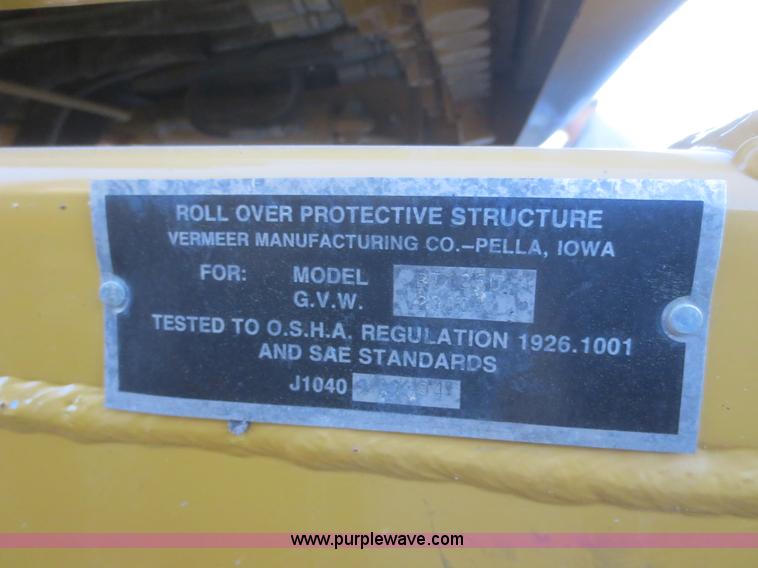 ROLL OVER PROTECTIVE STRUCTURE
VERMEER MANUFACTURING CO.-PELLA, IOWA
FOR: MODEL
G.V.W.
TESTED TO O.S.H.A. REGULATION 1926.1001
AND SAE STANDARDS
J1040
www.purplewave.com